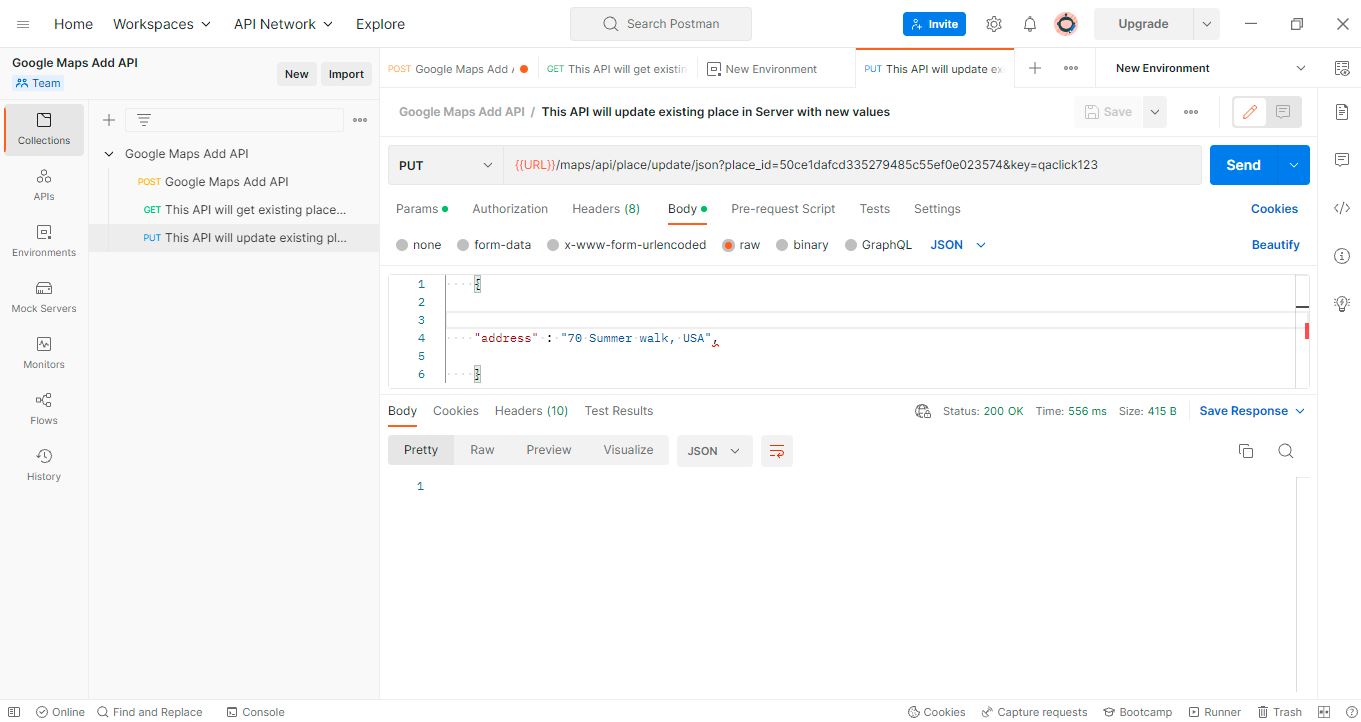 Home Workspaces API Network Explore Search Postman Invite Upgrade
Google Maps Add API
Team
New Import
POST Google Maps Add A GET This API will get existin New Environment PUT This API will update ex New Environment
Google Maps Add API / This API will update existing place in Server with new values Save
Collections
APIs
Environments
Mock Servers
Monitors
Flows
History
Google Maps Add API
POST Google Maps Add API
GET This API will get existing place...
PUT This API will update existing pl...
PUT {{URL}}/maps/api/place/update/json?place_id=50ce1dafcd335279485c55ef0e023574&key=qaclick123 Send
Params Authorization Headers (8) Body Pre-request Script Tests Settings Cookies
none form-data x-www-form-urlencoded raw binary GraphQL JSON Beautify
1 {
2
3
4 "address" : "70 Summer walk, USA",
5
6 }
Body Cookies Headers (10) Test Results Status: 200 OK Time: 556 ms Size: 415 B Save Response
Pretty Raw Preview Visualize JSON
1
Online Find and Replace Console Cookies Capture requests Bootcamp Runner Trash